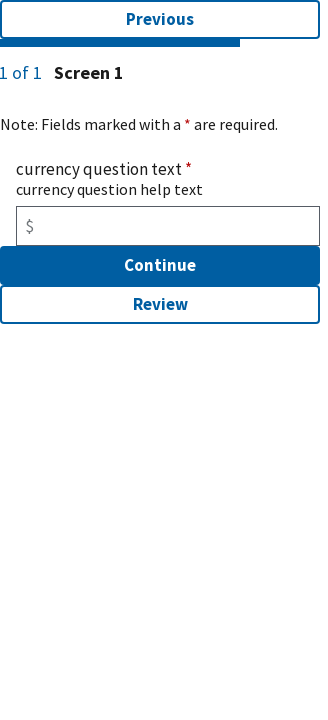 Previous
1 of 1 Screen 1
Note: Fields marked with a * are required.
currency question text *
currency question help text
$
Continue
Review